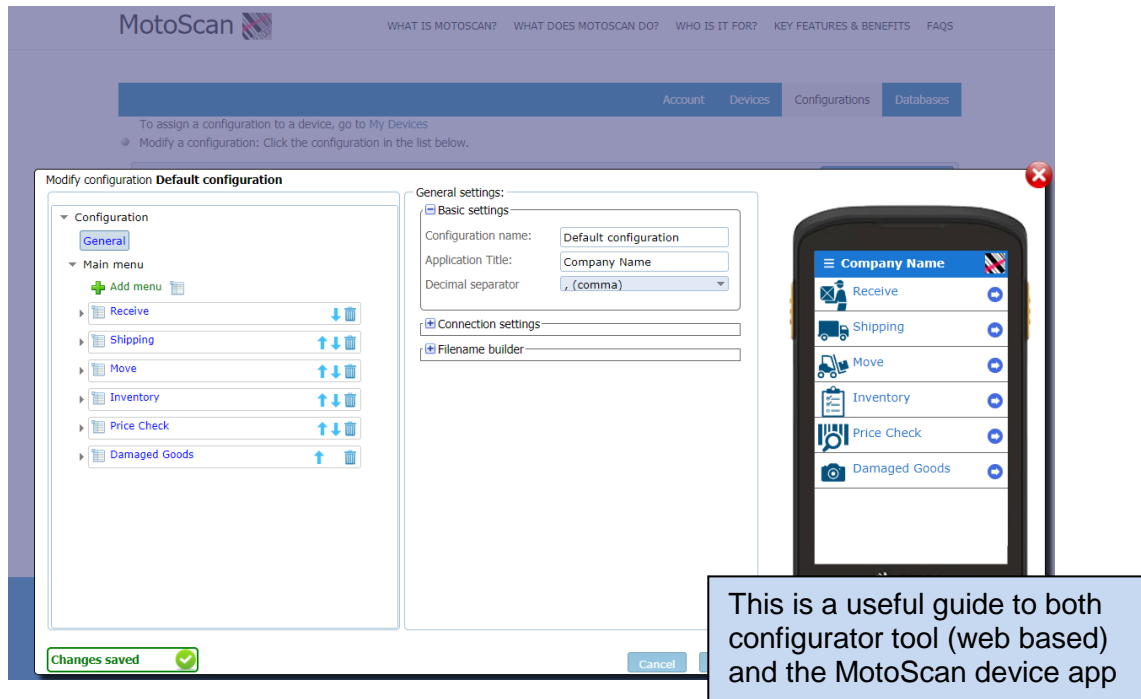 MotoScan
WHAT IS MOTOSCAN? WHAT DOES MOTOSCAN DO? WHO IS IT FOR? KEY FEATURES & BENEFITS FAQS
Account Devices Configurations Databases
To assign a configuration to a device, go to My Devices
Modify a configuration: Click the configuration in the list below.
Modify configuration Default configuration
Configuration
General
Main menu
Add menu
Receive
Shipping
Move
Inventory
Price Check
Damaged Goods
General settings:
Basic settings
Configuration name: Default configuration
Application Title: Company Name
Decimal separator , (comma)
Connection settings
Filename builder
☰ Company Name
Receive
Shipping
Move
Inventory
Price Check
Damaged Goods
Changes saved
Cancel
This is a useful guide to both
configurator tool (web based)
and the MotoScan device app